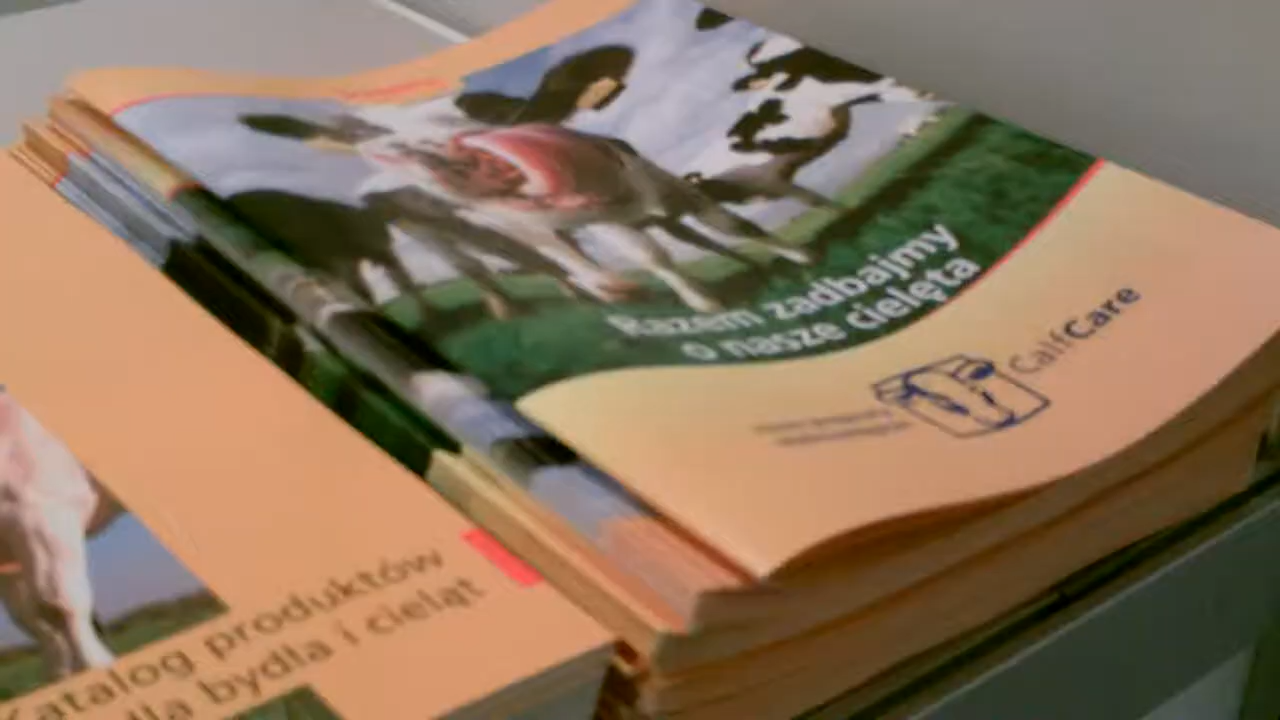 Razem zadbajmy
o nasze cielęta
CalfCare
Katalog produktów
dla bydła i cieląt